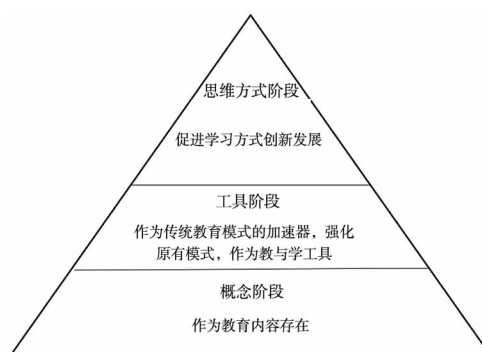 思维方式阶段
促进学习方式创新发展
工具阶段
作为传统教育模式的加速器，强化
原有模式，作为教与学工具
概念阶段
作为教育内容存在